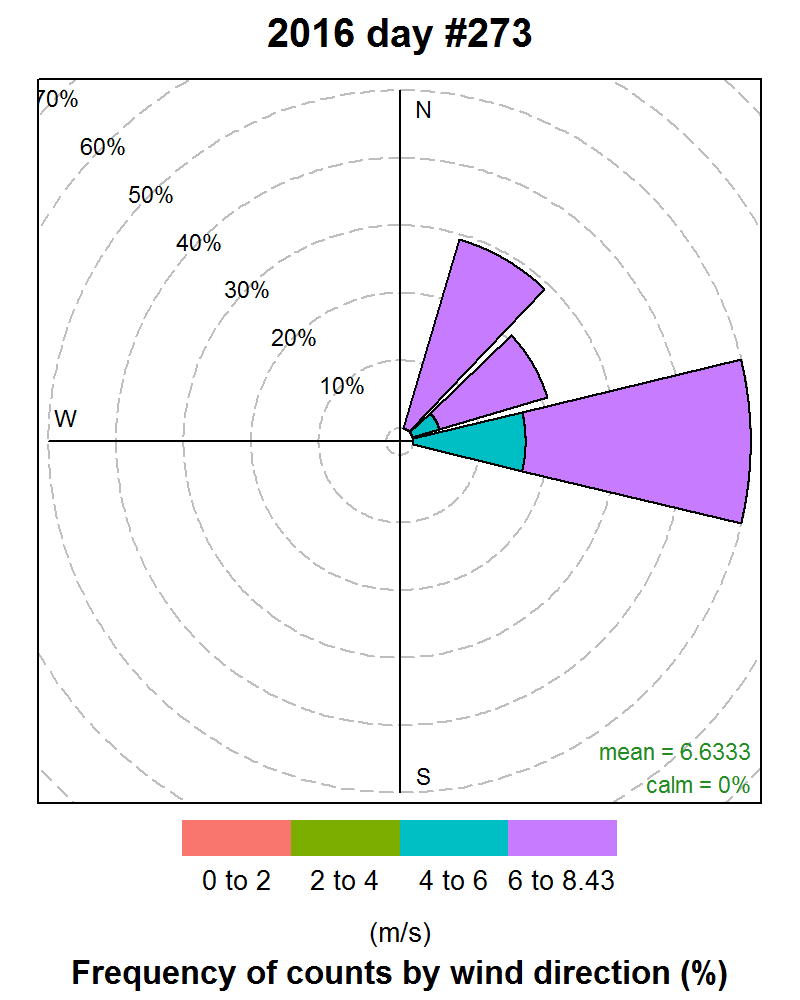 2016 day #273
70%
N
60%
50%
40%
30%
20%
10%
W
mean = 6.6333
S
calm = 0%
0 to 2 2 to 4 4 to 6 6 to 8.43
(m/s)
Frequency of counts by wind direction (%)